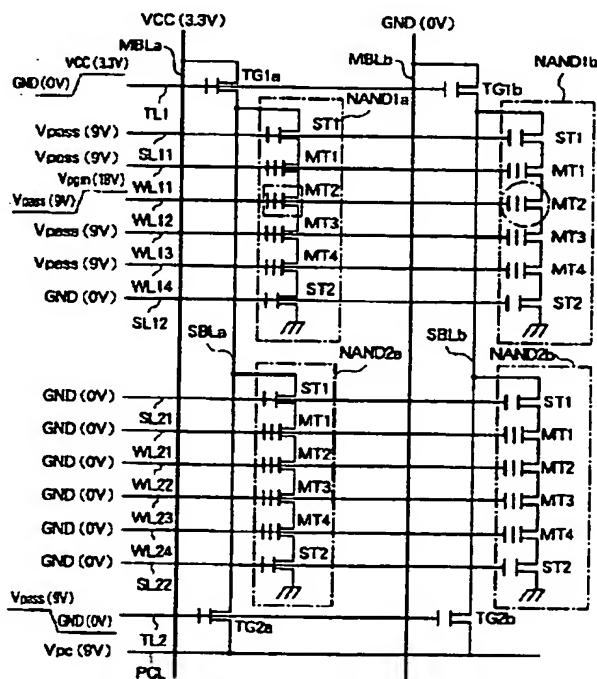 VCC (3.3V)
GND (0V)
MBLa
MBLb
NAND1b
VCC (3.3V)
GND (0V)
TG1a
TG1b
TL1
NAND1a
Vpass (9V)
ST1
ST1
SL11
Vpass (9V)
MT1
MT1
Vpgm (18V)
WL11
MT2
MT2
Vpass (9V)
WL12
MT3
MT3
Vpass (9V)
WL13
MT4
MT4
Vpass (9V)
WL14
ST2
ST2
GND (0V)
SL12
SBLa
SBLb
NAND2a
NAND2b
GND (0V)
ST1
ST1
SL21
GND (0V)
MT1
MT1
WL21
GND (0V)
MT2
MT2
WL22
GND (0V)
MT3
MT3
WL23
GND (0V)
MT4
MT4
WL24
GND (0V)
ST2
ST2
SL22
Vpass (9V)
GND (0V)
TG2a
TG2b
TL2
Vpc (9V)
PCL